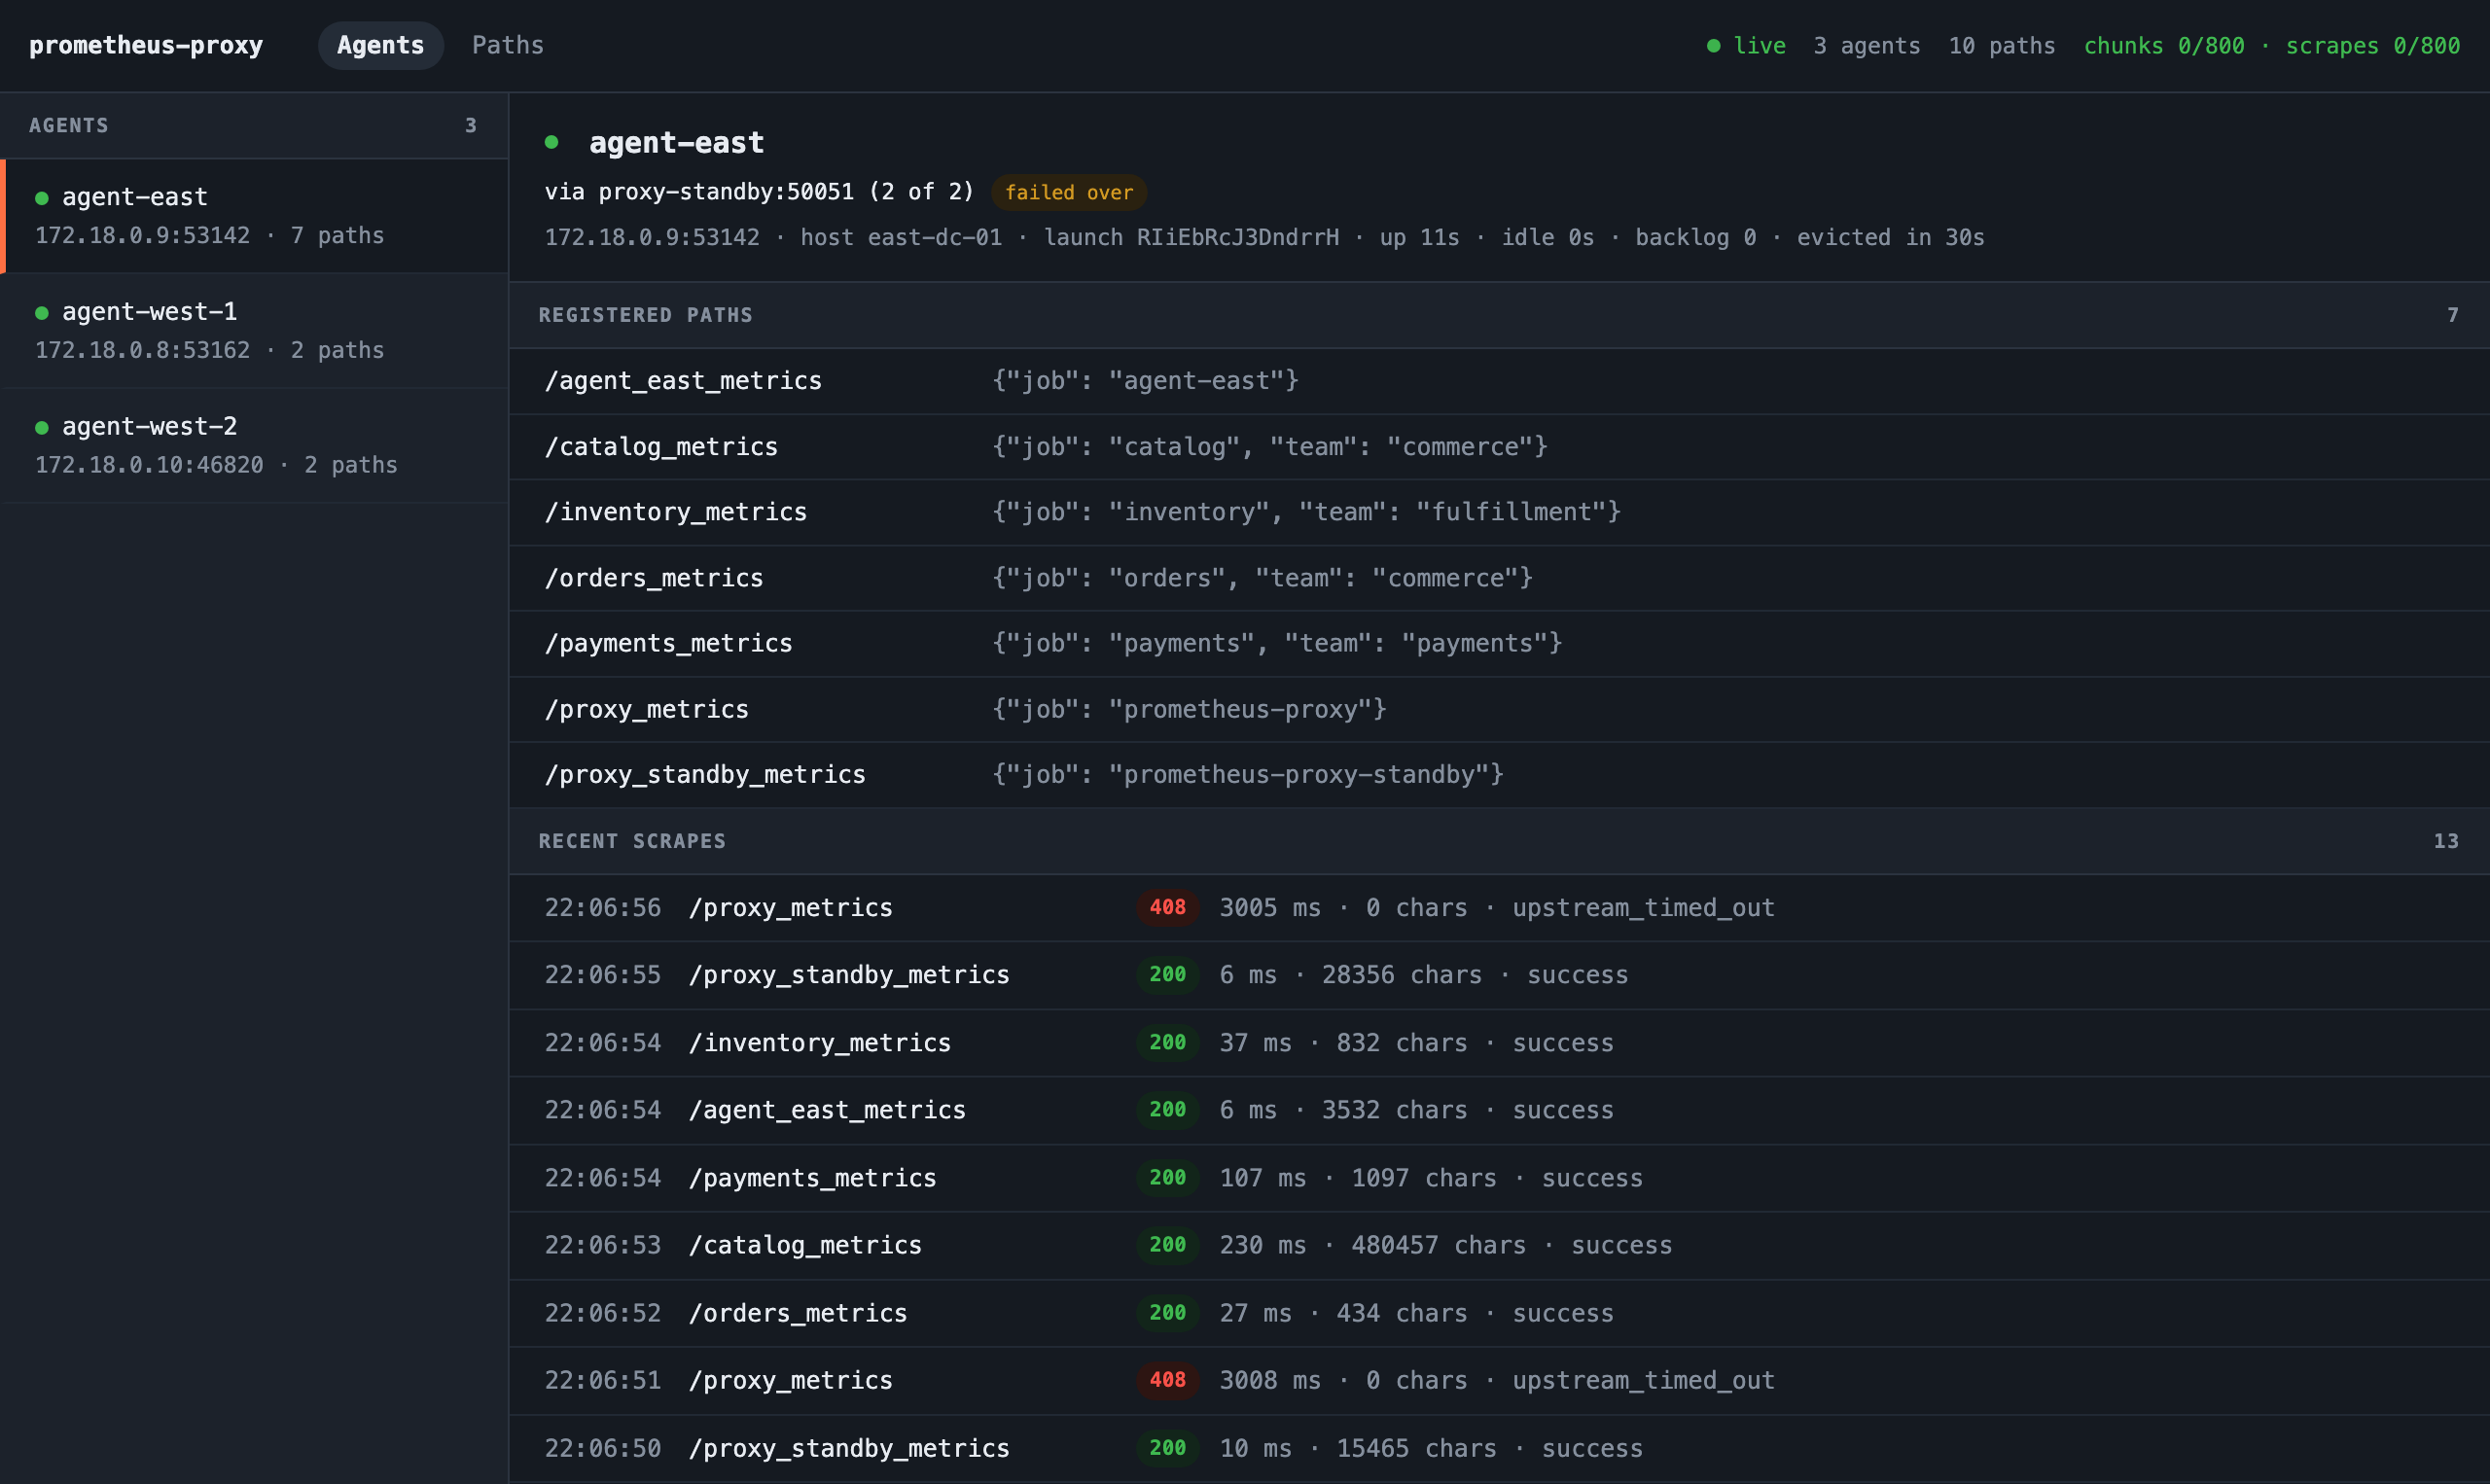 prometheus-proxy Agents Paths live 3 agents 10 paths chunks 0/800 · scrapes 0/800
AGENTS 3
agent-east
172.18.0.9:53142 · 7 paths
agent-west-1
172.18.0.8:53162 · 2 paths
agent-west-2
172.18.0.10:46820 · 2 paths
agent-east
via proxy-standby:50051 (2 of 2) failed over
172.18.0.9:53142 · host east-dc-01 · launch RIiEbRcJ3DndrrH · up 11s · idle 0s · backlog 0 · evicted in 30s
REGISTERED PATHS 7
/agent_east_metrics {"job": "agent-east"}
/catalog_metrics {"job": "catalog", "team": "commerce"}
/inventory_metrics {"job": "inventory", "team": "fulfillment"}
/orders_metrics {"job": "orders", "team": "commerce"}
/payments_metrics {"job": "payments", "team": "payments"}
/proxy_metrics {"job": "prometheus-proxy"}
/proxy_standby_metrics {"job": "prometheus-proxy-standby"}
RECENT SCRAPES 13
22:06:56 /proxy_metrics 408 3005 ms · 0 chars · upstream_timed_out
22:06:55 /proxy_standby_metrics 200 6 ms · 28356 chars · success
22:06:54 /inventory_metrics 200 37 ms · 832 chars · success
22:06:54 /agent_east_metrics 200 6 ms · 3532 chars · success
22:06:54 /payments_metrics 200 107 ms · 1097 chars · success
22:06:53 /catalog_metrics 200 230 ms · 480457 chars · success
22:06:52 /orders_metrics 200 27 ms · 434 chars · success
22:06:51 /proxy_metrics 408 3008 ms · 0 chars · upstream_timed_out
22:06:50 /proxy_standby_metrics 200 10 ms · 15465 chars · success